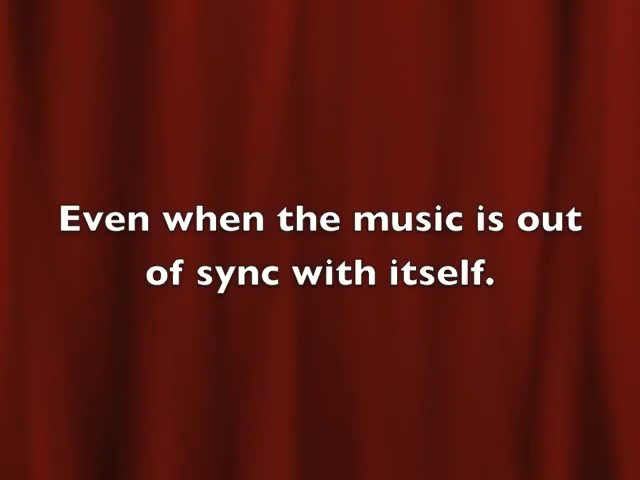 Even when the music is out
of sync with itself.